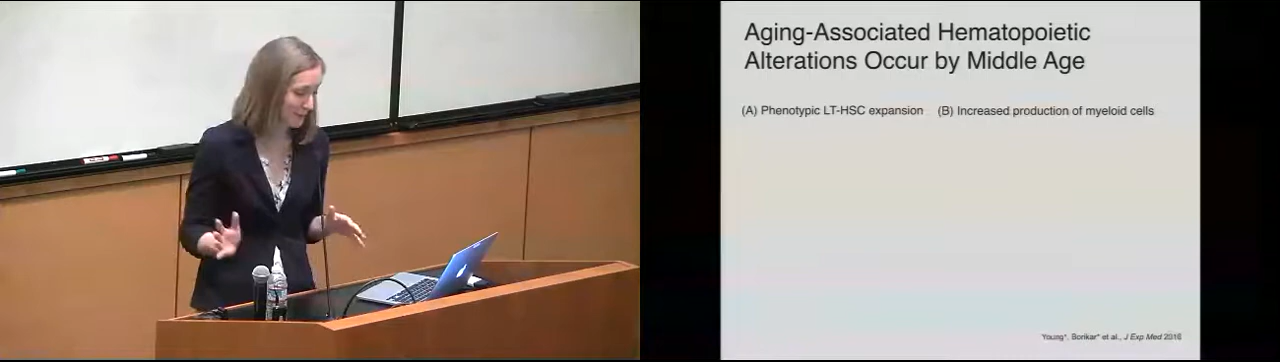 Aging-Associated Hematopoietic
Alterations Occur by Middle Age
(A) Phenotypic LT-HSC expansion (B) Increased production of myeloid cells
Young*, Borikar* et al., J Exp Med 2016